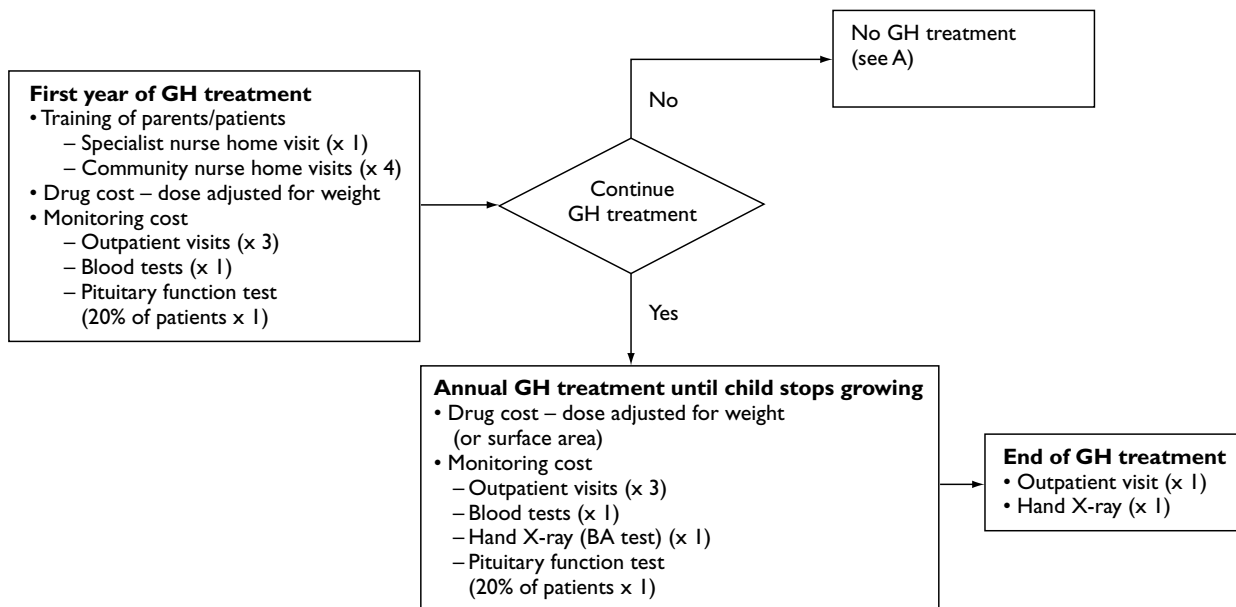 First year of GH treatment
• Training of parents/patients
– Specialist nurse home visit (x 1)
– Community nurse home visits (x 4)
• Drug cost – dose adjusted for weight
• Monitoring cost
– Outpatient visits (x 3)
– Blood tests (x 1)
– Pituitary function test
(20% of patients x 1)
Continue
GH treatment
No
No GH treatment
(see A)
Yes
Annual GH treatment until child stops growing
• Drug cost – dose adjusted for weight
(or surface area)
• Monitoring cost
– Outpatient visits (x 3)
– Blood tests (x 1)
– Hand X-ray (BA test) (x 1)
– Pituitary function test
(20% of patients x 1)
End of GH treatment
• Outpatient visit (x 1)
• Hand X-ray (x 1)